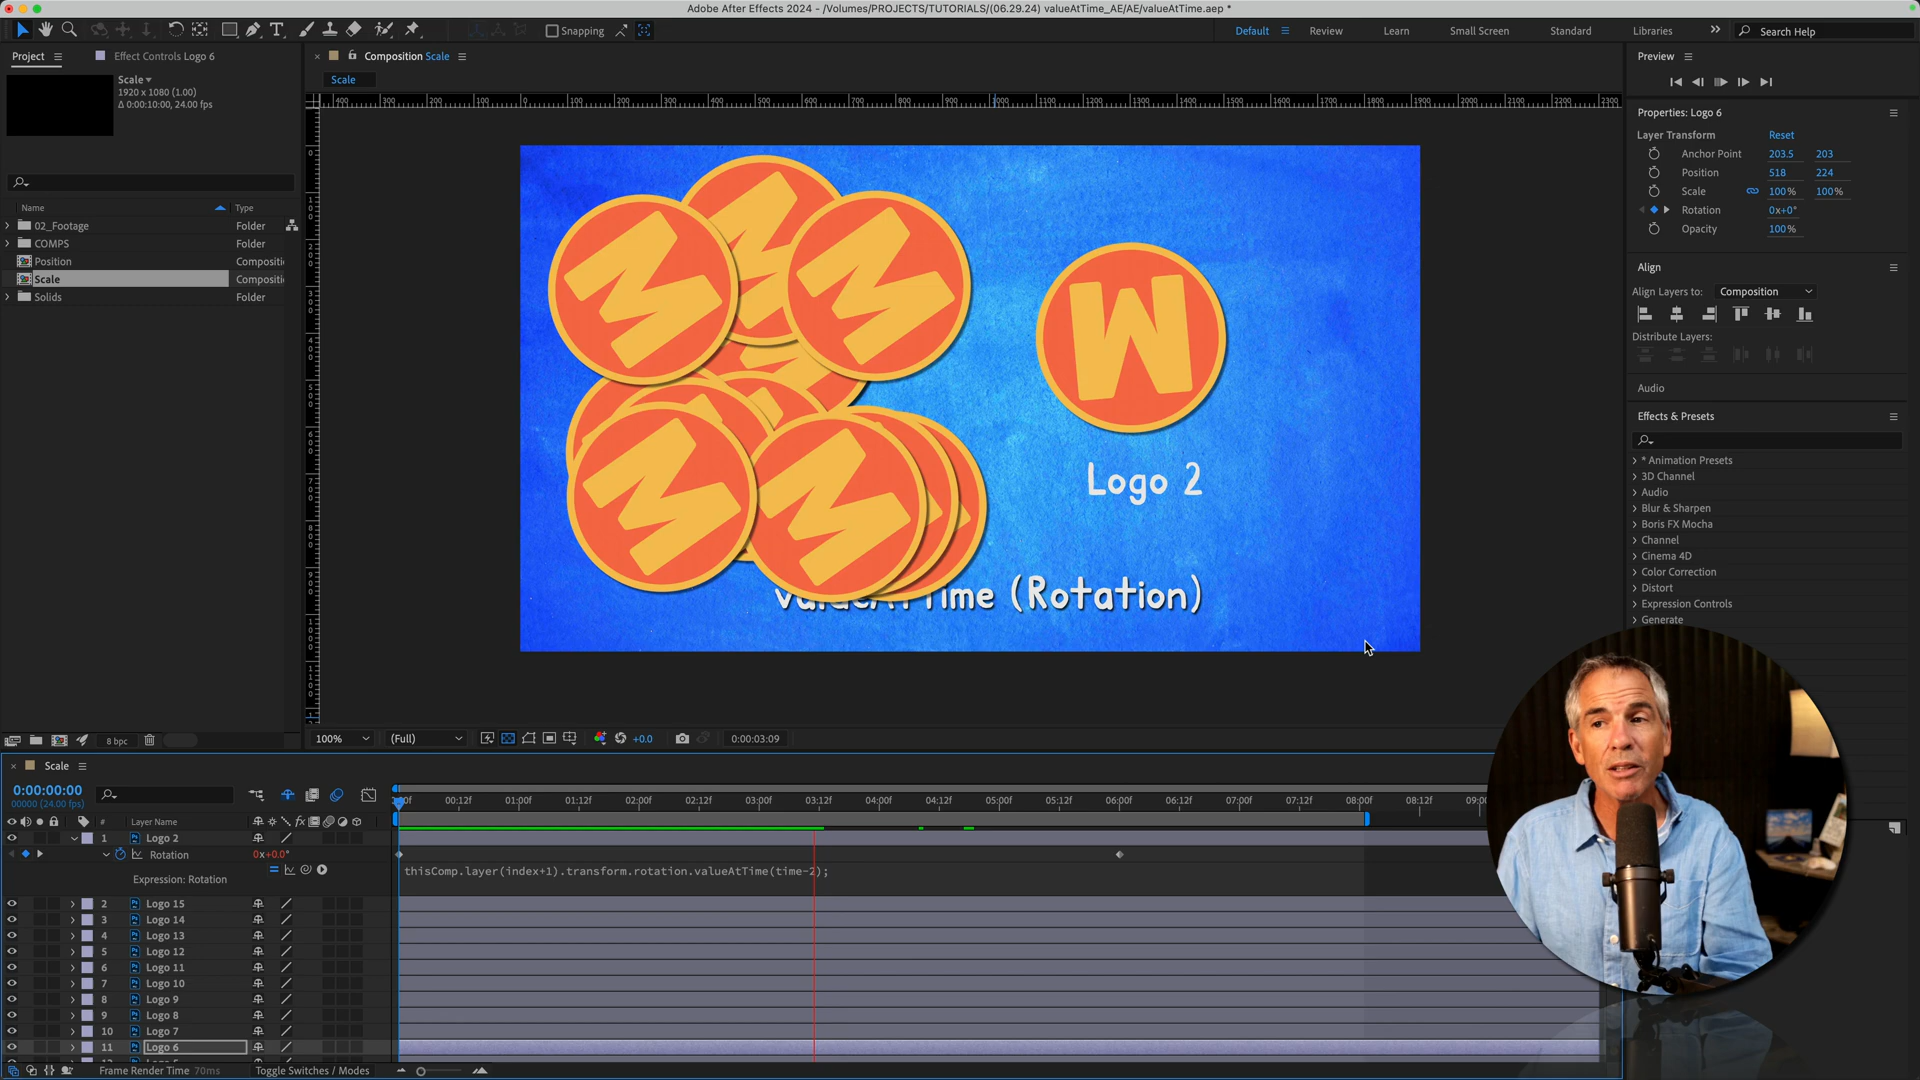 Adobe After Effects 2024 - /Volumes/PROJECTS/TUTORIALS/(06.29.24) valueAtTime_AE/AE/valueAtTime.aep *
Snapping
Default
Review
Learn
Small Screen
Standard
Libraries
Search Help
Project
Effect Controls Logo 6
Composition Scale
Preview
Scale
1920 x 1080 (1.00)
Δ 0:00:10:00, 24.00 fps
Scale
Name
Type
02_Footage
Folder
COMPS
Folder
Position
Compositi
Scale
Compositi
Solids
Folder
Properties: Logo 6
Layer Transform
Reset
Anchor Point
203.5
203
Position
518
224
Scale
100%
100%
Rotation
0x+0°
Opacity
100%
Align
Align Layers to:
Composition
Distribute Layers:
Audio
Effects & Presets
* Animation Presets
3D Channel
Audio
Blur & Sharpen
Boris FX Mocha
Channel
Cinema 4D
Color Correction
Distort
Expression Controls
Generate
Logo 2
valueAtTime (Rotation)
8 bpc
100%
(Full)
+0.0
0:00:03:09
Scale
0:00:00:00
00000 (24.00 fps)
00:12f
01:00f
01:12f
02:00f
02:12f
03:00f
03:12f
04:00f
04:12f
05:00f
05:12f
06:00f
06:12f
07:00f
07:12f
08:00f
08:12f
#
Layer Name
fx
1 Logo 2
Rotation
0x+0.0°
Expression: Rotation
thisComp.layer(index+1).transform.rotation.valueAtTime(time-2);
2 Logo 15
3 Logo 14
4 Logo 13
5 Logo 12
6 Logo 11
7 Logo 10
8 Logo 9
9 Logo 8
10 Logo 7
11 Logo 6
Frame Render Time 70ms
Toggle Switches / Modes